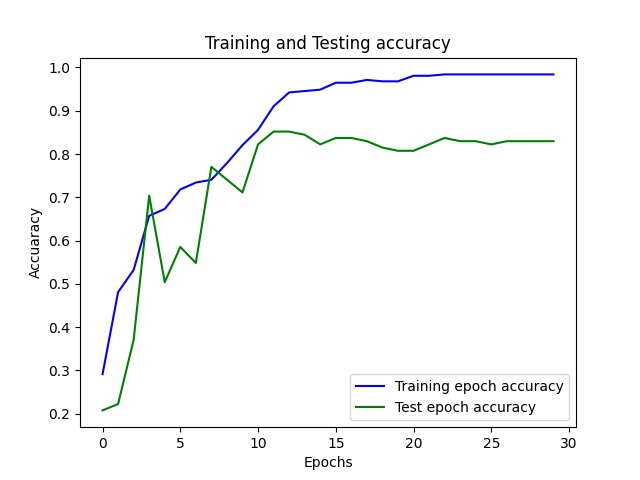 Training and Testing accuracy
1.0
0.9
0.8
0.7
0.6
0.5
0.4
0.3
0.2
Accuaracy
Training epoch accuracy
Test epoch accuracy
0 5 10 15 20 25 30
Epochs